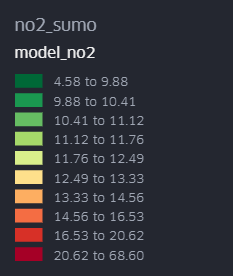 no2_sumo
model_no2
4.58 to 9.88
9.88 to 10.41
10.41 to 11.12
11.12 to 11.76
11.76 to 12.49
12.49 to 13.33
13.33 to 14.56
14.56 to 16.53
16.53 to 20.62
20.62 to 68.60